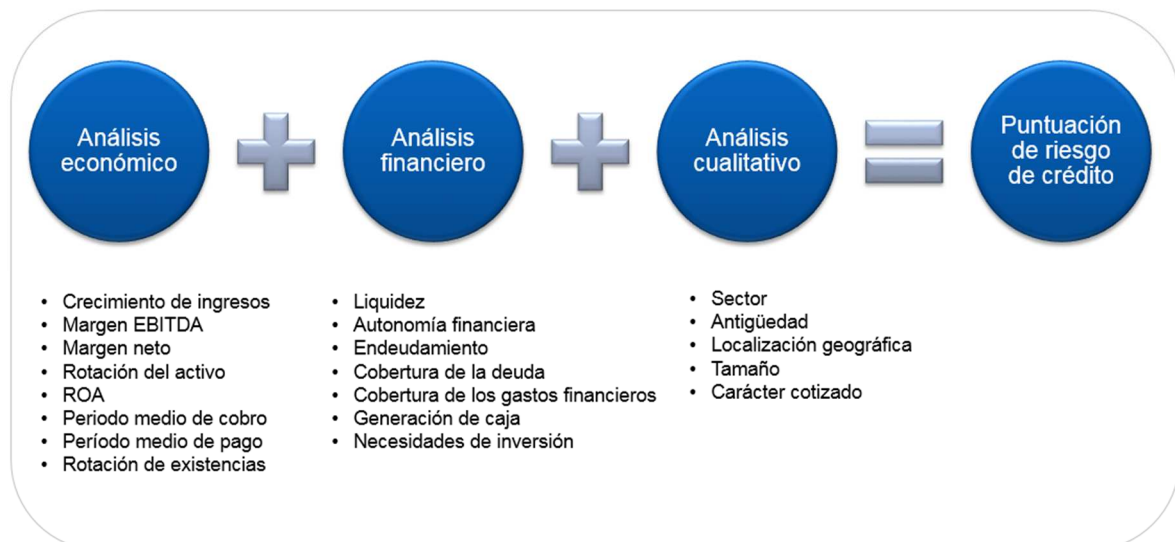 Análisis
económico
Análisis
financiero
Análisis
cualitativo
Puntuación
de riesgo
de crédito
• Crecimiento de ingresos
• Margen EBITDA
• Margen neto
• Rotación del activo
• ROA
• Periodo medio de cobro
• Período medio de pago
• Rotación de existencias
• Liquidez
• Autonomía financiera
• Endeudamiento
• Cobertura de la deuda
• Cobertura de los gastos financieros
• Generación de caja
• Necesidades de inversión
• Sector
• Antigüedad
• Localización geográfica
• Tamaño
• Carácter cotizado